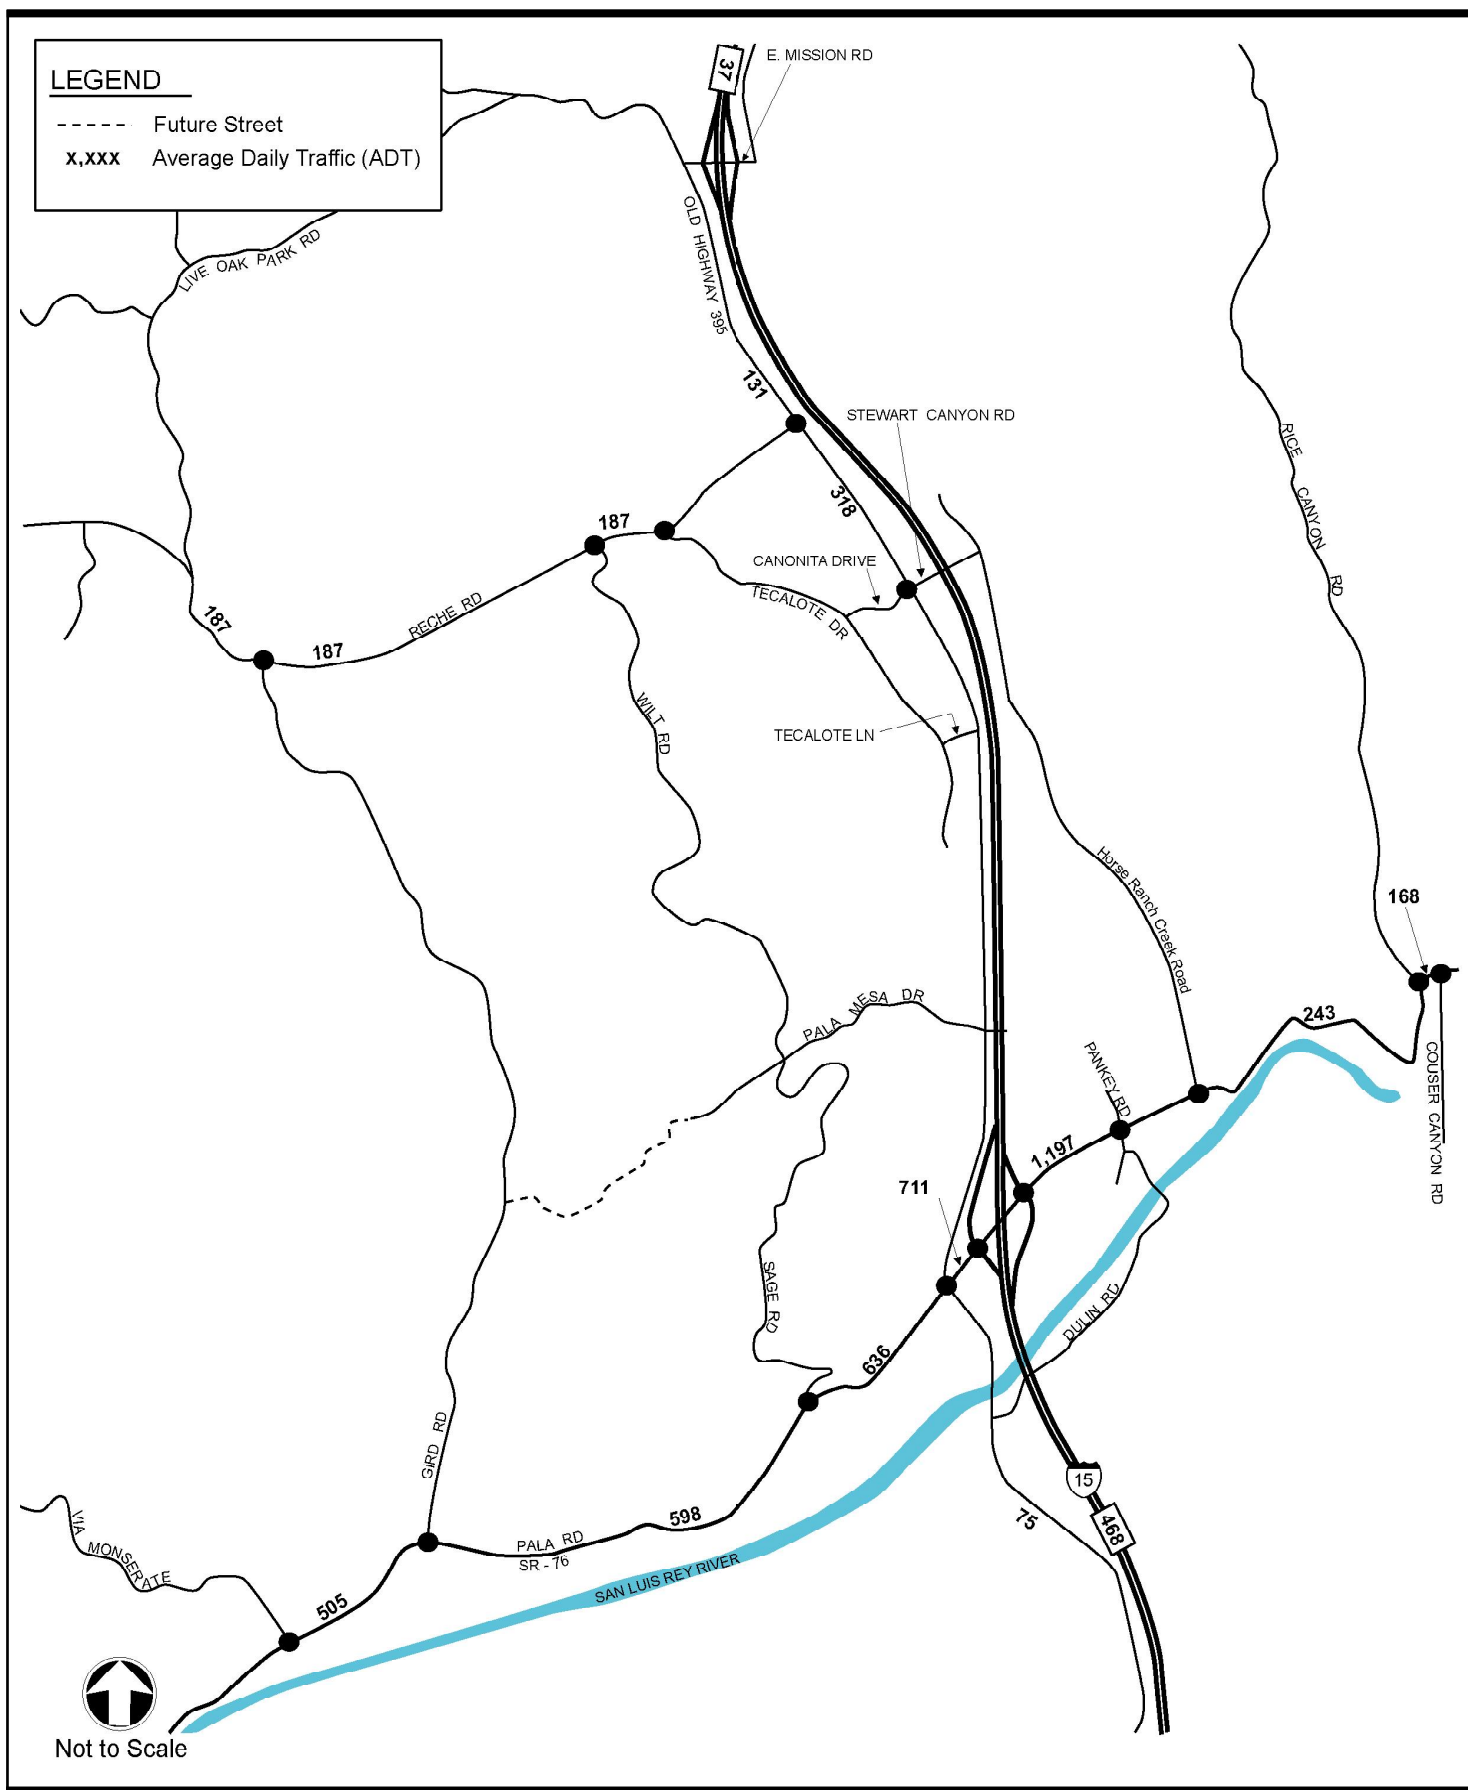 LEGEND
Future Street
x,xxx Average Daily Traffic (ADT)
37
E. MISSION RD
LIVE OAK PARK RD
OLD HIGHWAY 395
131
STEWART CANYON RD
RICE CANYON RD
318
187
CANONITA DRIVE
TECALOTE DR
187
RECHE RD
187
WILT RD
TECALOTE LN
Horse Ranch Creek Road
168
PALA MESA DR
243
PANKEY RD
COUSER CANYON RD
1,197
711
SAGE RD
DULIN RD
636
GIRD RD
15
468
75
598
PALA RD
SR - 76
SAN LUIS REY RIVER
VIA MONSERATE
505
Not to Scale